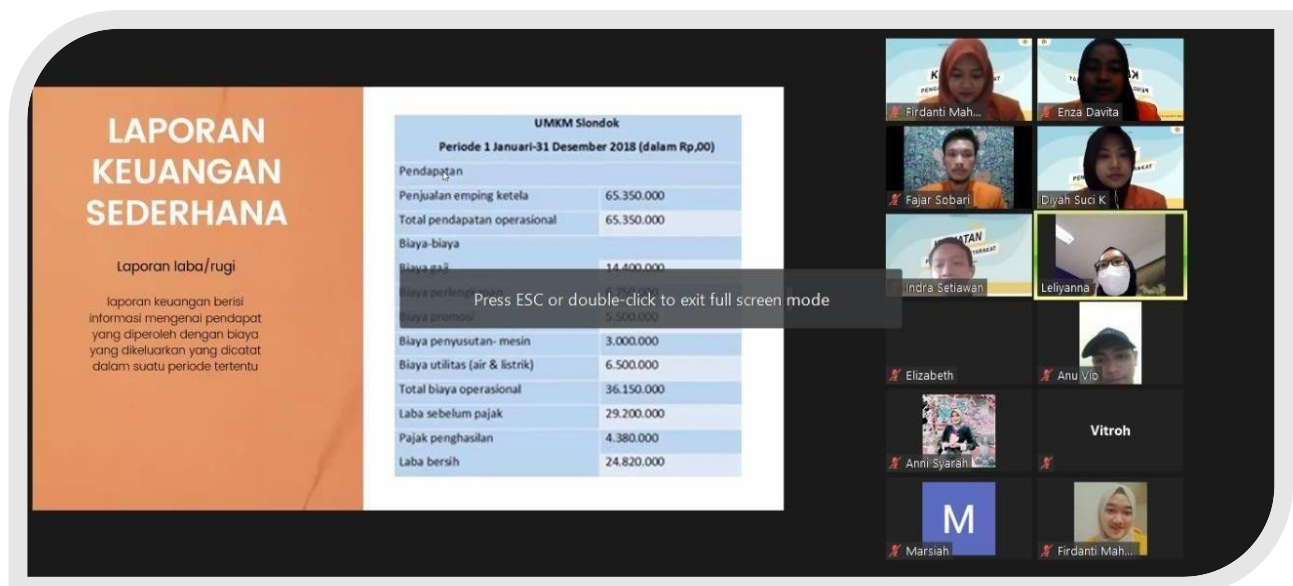 LAPORAN
KEUANGAN
SEDERHANA
Laporan laba/rugi
laporan keuangan berisi
informasi mengenai pendapat
yang diperoleh dengan biaya
yang dikeluarkan yang dicatat
dalam suatu periode tertentu
UMKM Slondok
Periode 1 Januari-31 Desember 2018 (dalam Rp,00)
Pendapatan
Penjualan emping ketela 65.350.000
Total pendapatan operasional 65.350.000
Biaya-biaya
Biaya gaji 14.400.000
Biaya perlengkapan 6.750.000
Biaya promosi 5.500.000
Biaya penyusutan- mesin 3.000.000
Biaya utilitas (air & listrik) 6.500.000
Total biaya operasional 36.150.000
Laba sebelum pajak 29.200.000
Pajak penghasilan 4.380.000
Laba bersih 24.820.000
Press ESC or double-click to exit full screen mode
Firdanti Mah... Enza Davita
Fajar Sobari Diyah Suci K
Indra Setiawan Leliyanna
Elizabeth Anu Vio
Anni Syarah Vitroh
M
Marsiah Firdanti Mah...